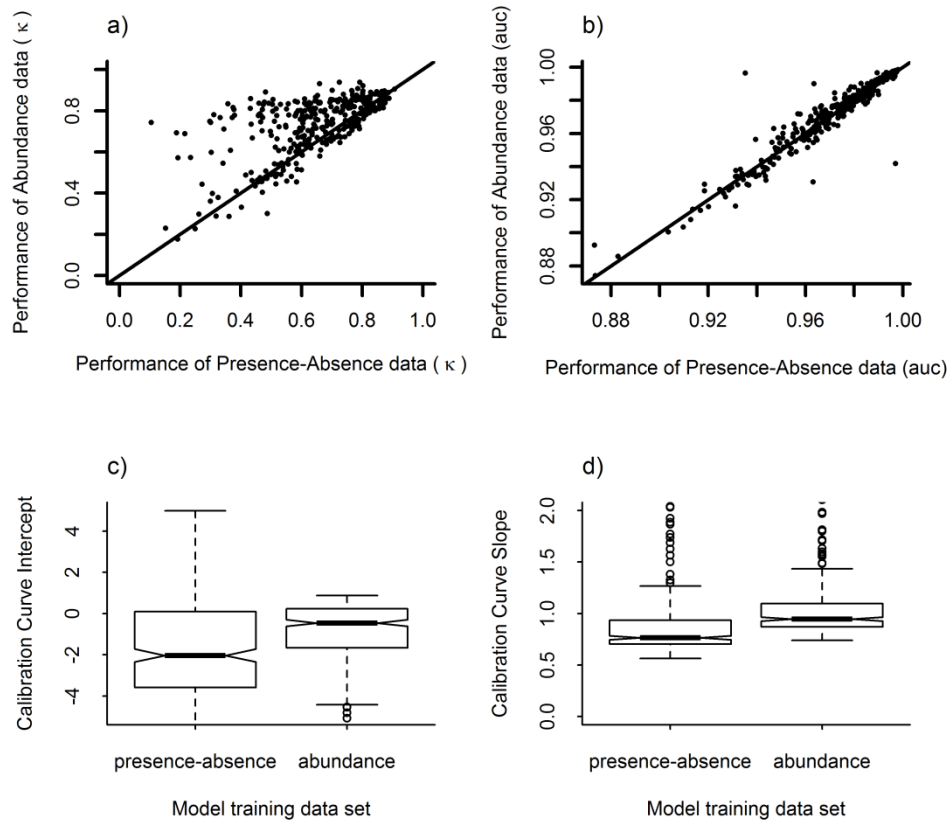 a)
Performance of Abundance data ( κ )
0.8
0.4
0.0
0.0 0.2 0.4 0.6 0.8 1.0
Performance of Presence-Absence data ( κ )
b)
Performance of Abundance data (auc)
1.00
0.96
0.92
0.88
0.88 0.92 0.96 1.00
Performance of Presence-Absence data (auc)
c)
Calibration Curve Intercept
4
2
0
-2
-4
presence-absence abundance
Model training data set
d)
Calibration Curve Slope
2.0
1.5
1.0
0.5
0.0
presence-absence abundance
Model training data set